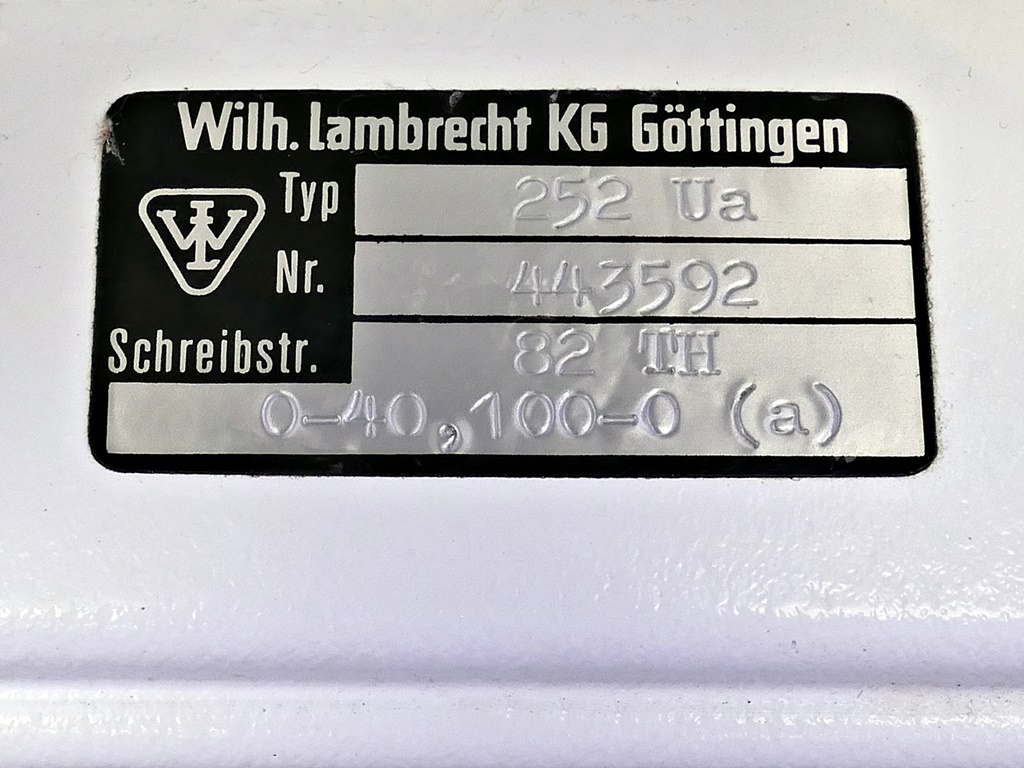 Wilh. Lambrecht KG Göttingen
Typ 252 Ua
Nr. 443592
Schreibstr. 82 TH
0-40,100-0 (a)